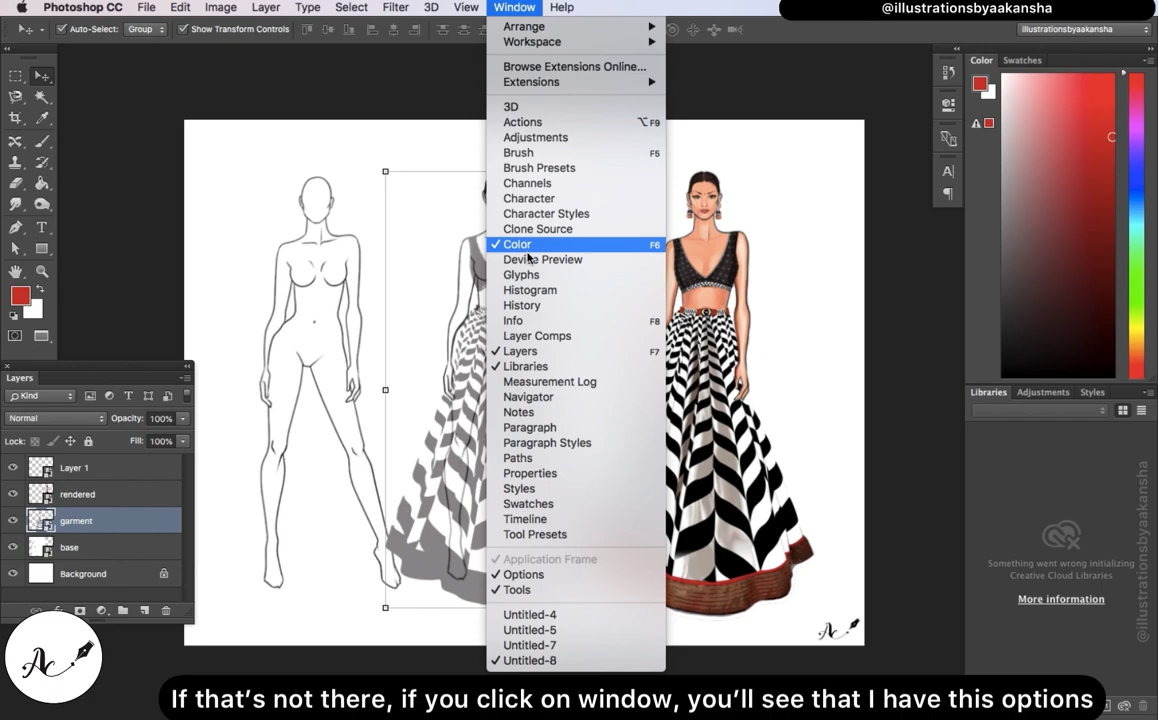 Photoshop CC File Edit Image Layer Type Select Filter 3D View Window Help
@illustrationsbyaakansha
Auto-Select: Group Show Transform Controls
illustrationsbyaakansha
Arrange
Workspace
Browse Extensions Online...
Extensions
3D
Actions ⌥F9
Adjustments
Brush F5
Brush Presets
Channels
Character
Character Styles
Clone Source
✓ Color F6
Device Preview
Glyphs
Histogram
History
Info F8
Layer Comps
✓ Layers F7
✓ Libraries
Measurement Log
Navigator
Notes
Paragraph
Paragraph Styles
Paths
Properties
Styles
Swatches
Timeline
Tool Presets
✓ Application Frame
✓ Options
✓ Tools
Untitled-4
Untitled-5
Untitled-7
✓ Untitled-8
Color Swatches
Libraries Adjustments Styles
Something went wrong initializing
Creative Cloud Libraries
More information
@illustrationsbyaakansha
Layers
Kind
Normal Opacity: 100%
Lock: Fill: 100%
Layer 1
rendered
garment
base
Background
Ac
Ac
If that's not there, if you click on window, you'll see that I have this options